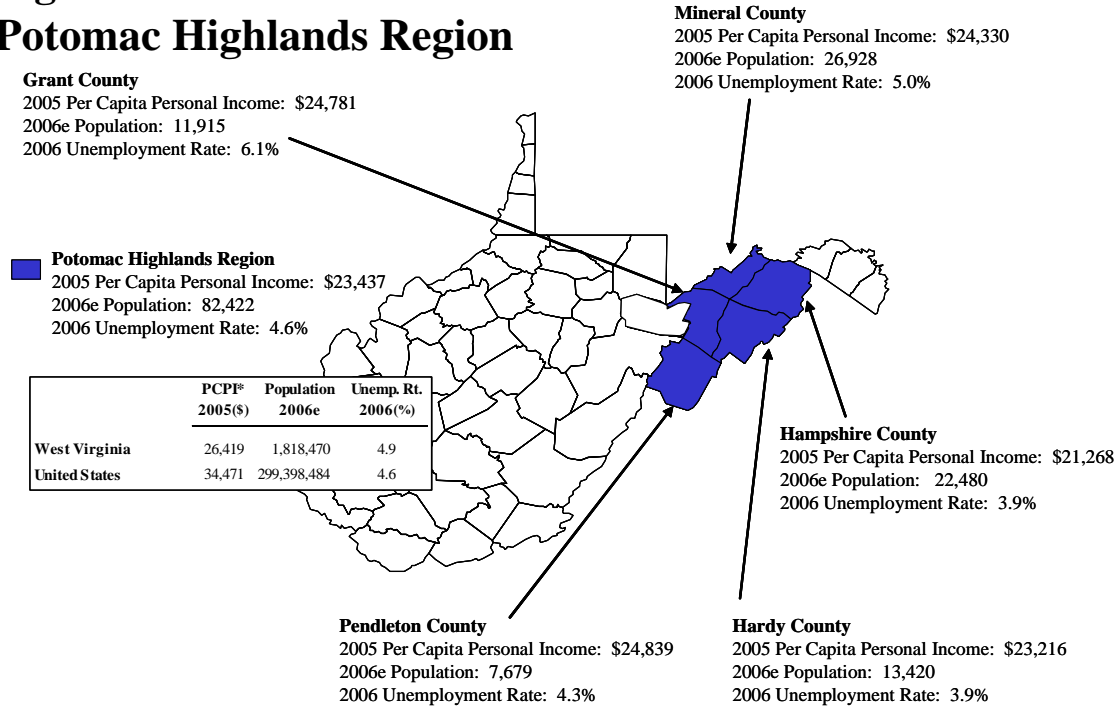 Potomac Highlands Region
Mineral County
2005 Per Capita Personal Income: $24,330
2006e Population: 26,928
2006 Unemployment Rate: 5.0%
Grant County
2005 Per Capita Personal Income: $24,781
2006e Population: 11,915
2006 Unemployment Rate: 6.1%
Potomac Highlands Region
2005 Per Capita Personal Income: $23,437
2006e Population: 82,422
2006 Unemployment Rate: 4.6%
PCPI* Population Unemp. Rt.
2005($) 2006e 2006(%)
West Virginia 26,419 1,818,470 4.9
United States 34,471 299,398,484 4.6
Hampshire County
2005 Per Capita Personal Income: $21,268
2006e Population: 22,480
2006 Unemployment Rate: 3.9%
Pendleton County
2005 Per Capita Personal Income: $24,839
2006e Population: 7,679
2006 Unemployment Rate: 4.3%
Hardy County
2005 Per Capita Personal Income: $23,216
2006e Population: 13,420
2006 Unemployment Rate: 3.9%